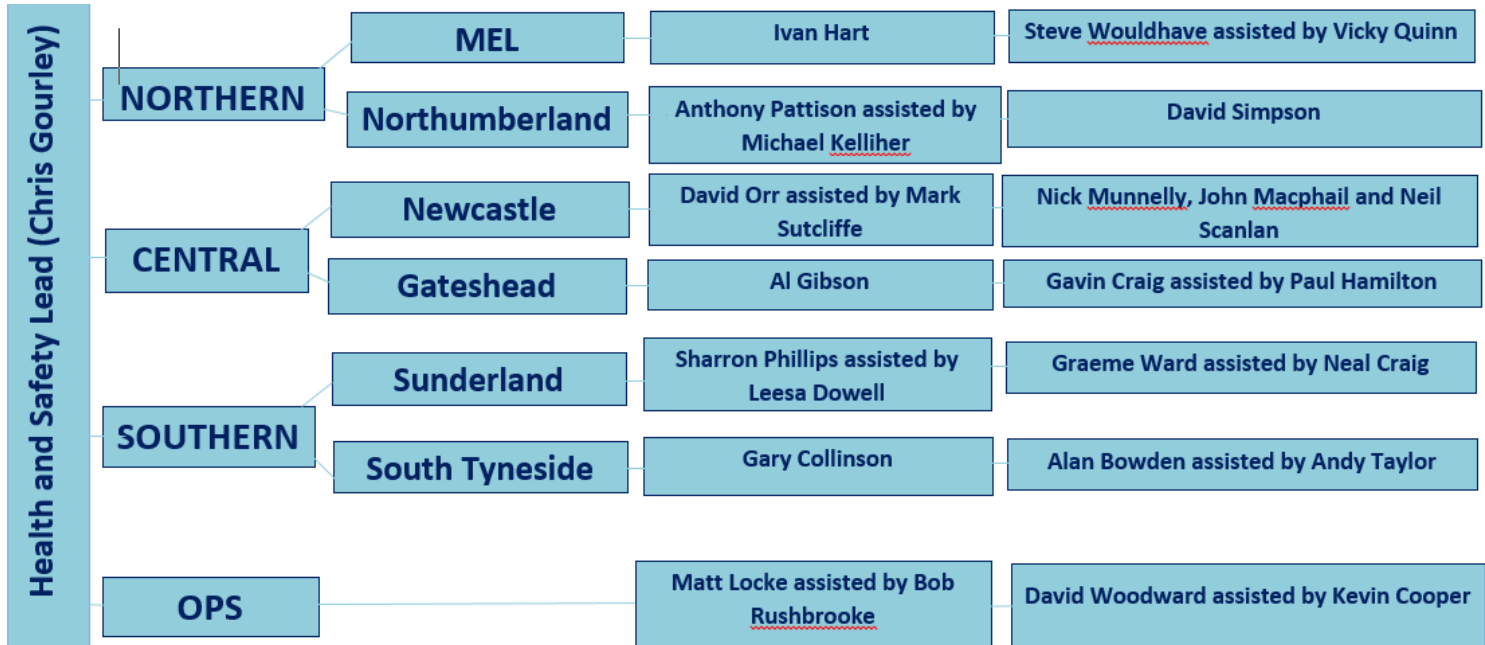 Health and Safety Lead (Chris Gourley)
NORTHERN
MEL
Ivan Hart
Steve Wouldhave assisted by Vicky Quinn
Northumberland
Anthony Pattison assisted by
Michael Kelliher
David Simpson
CENTRAL
Newcastle
David Orr assisted by Mark
Sutcliffe
Nick Munnelly, John Macphail and Neil
Scanlan
Gateshead
Al Gibson
Gavin Craig assisted by Paul Hamilton
SOUTHERN
Sunderland
Sharron Phillips assisted by
Leesa Dowell
Graeme Ward assisted by Neal Craig
South Tyneside
Gary Collinson
Alan Bowden assisted by Andy Taylor
OPS
Matt Locke assisted by Bob
Rushbrooke
David Woodward assisted by Kevin Cooper